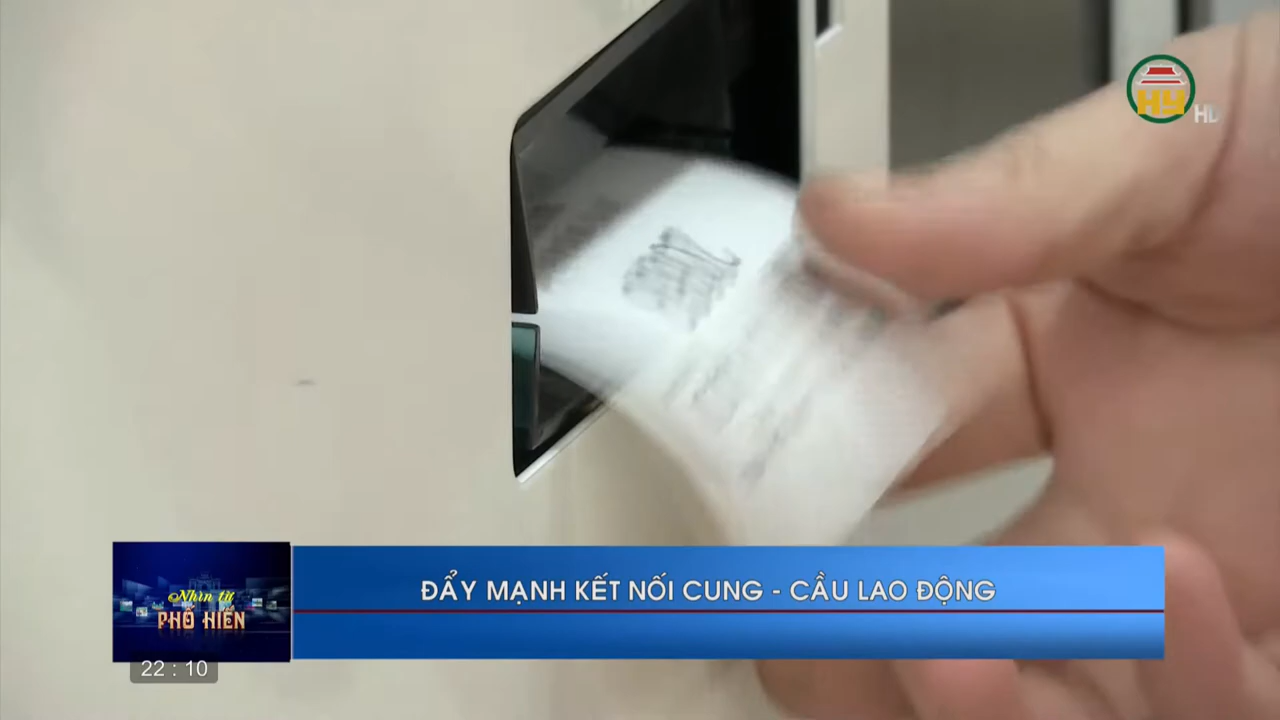 HY
HD
ĐẨY MẠNH KẾT NỐI CUNG - CẦU LAO ĐỘNG
Nhìn từ
PHỐ HIẾN
22 : 10